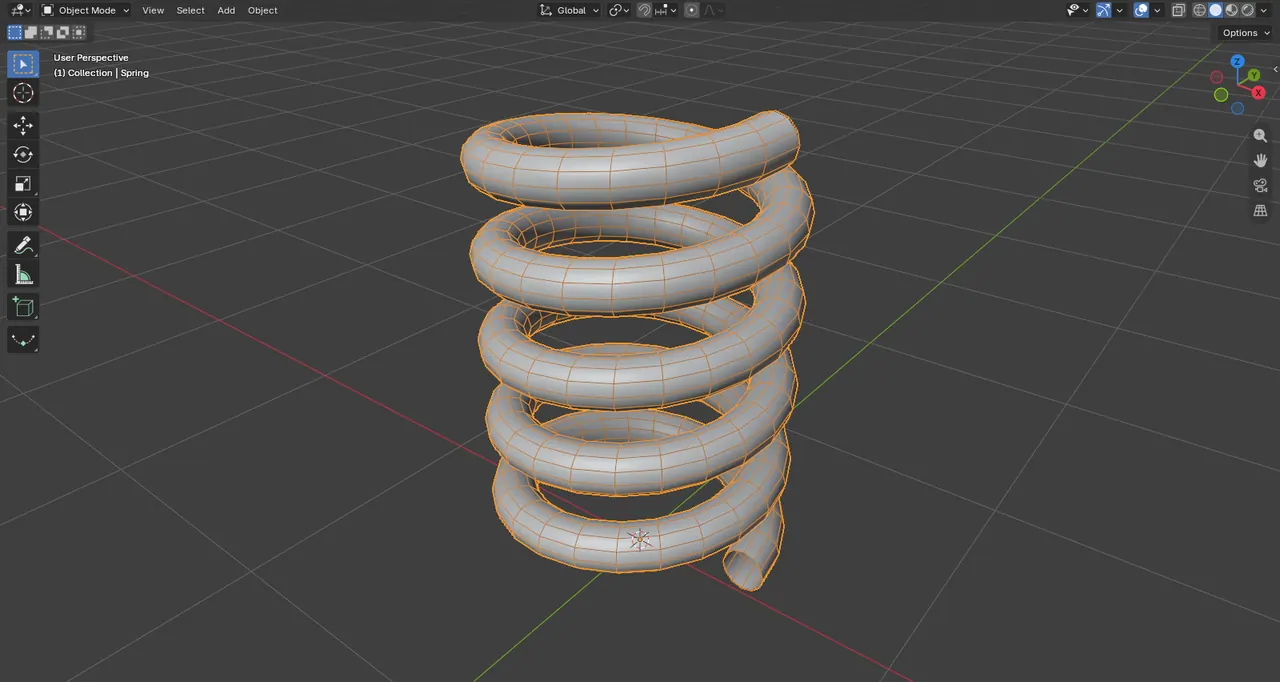 Object Mode View Select Add Object Global
Options
User Perspective
(1) Collection | Spring
Z
Y
X